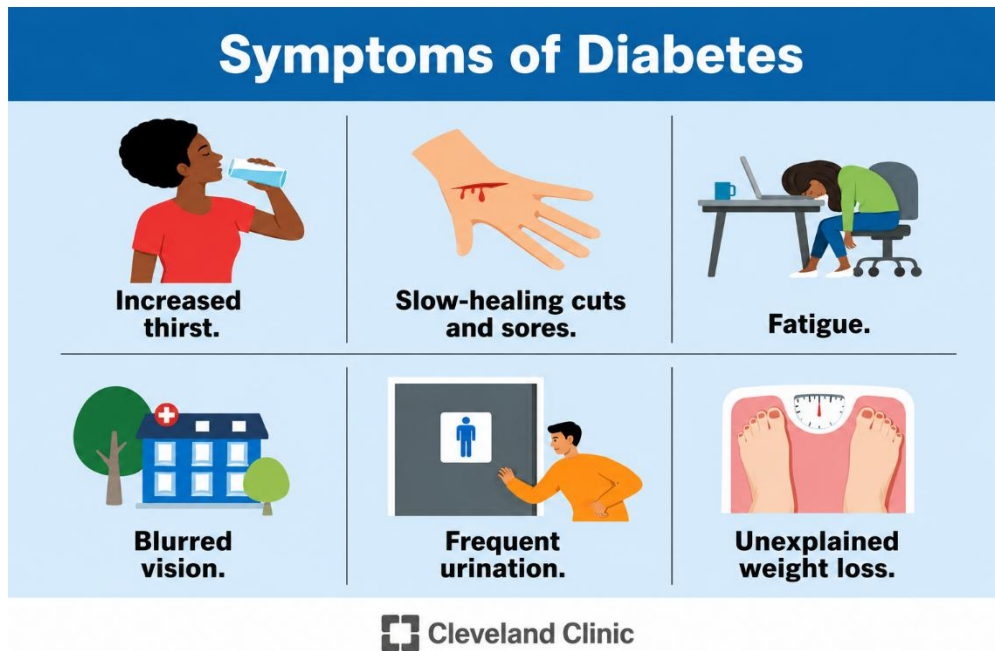 Symptoms of Diabetes
Increased
thirst.
Slow-healing cuts
and sores.
Fatigue.
Blurred
vision.
Frequent
urination.
Unexplained
weight loss.
Cleveland Clinic